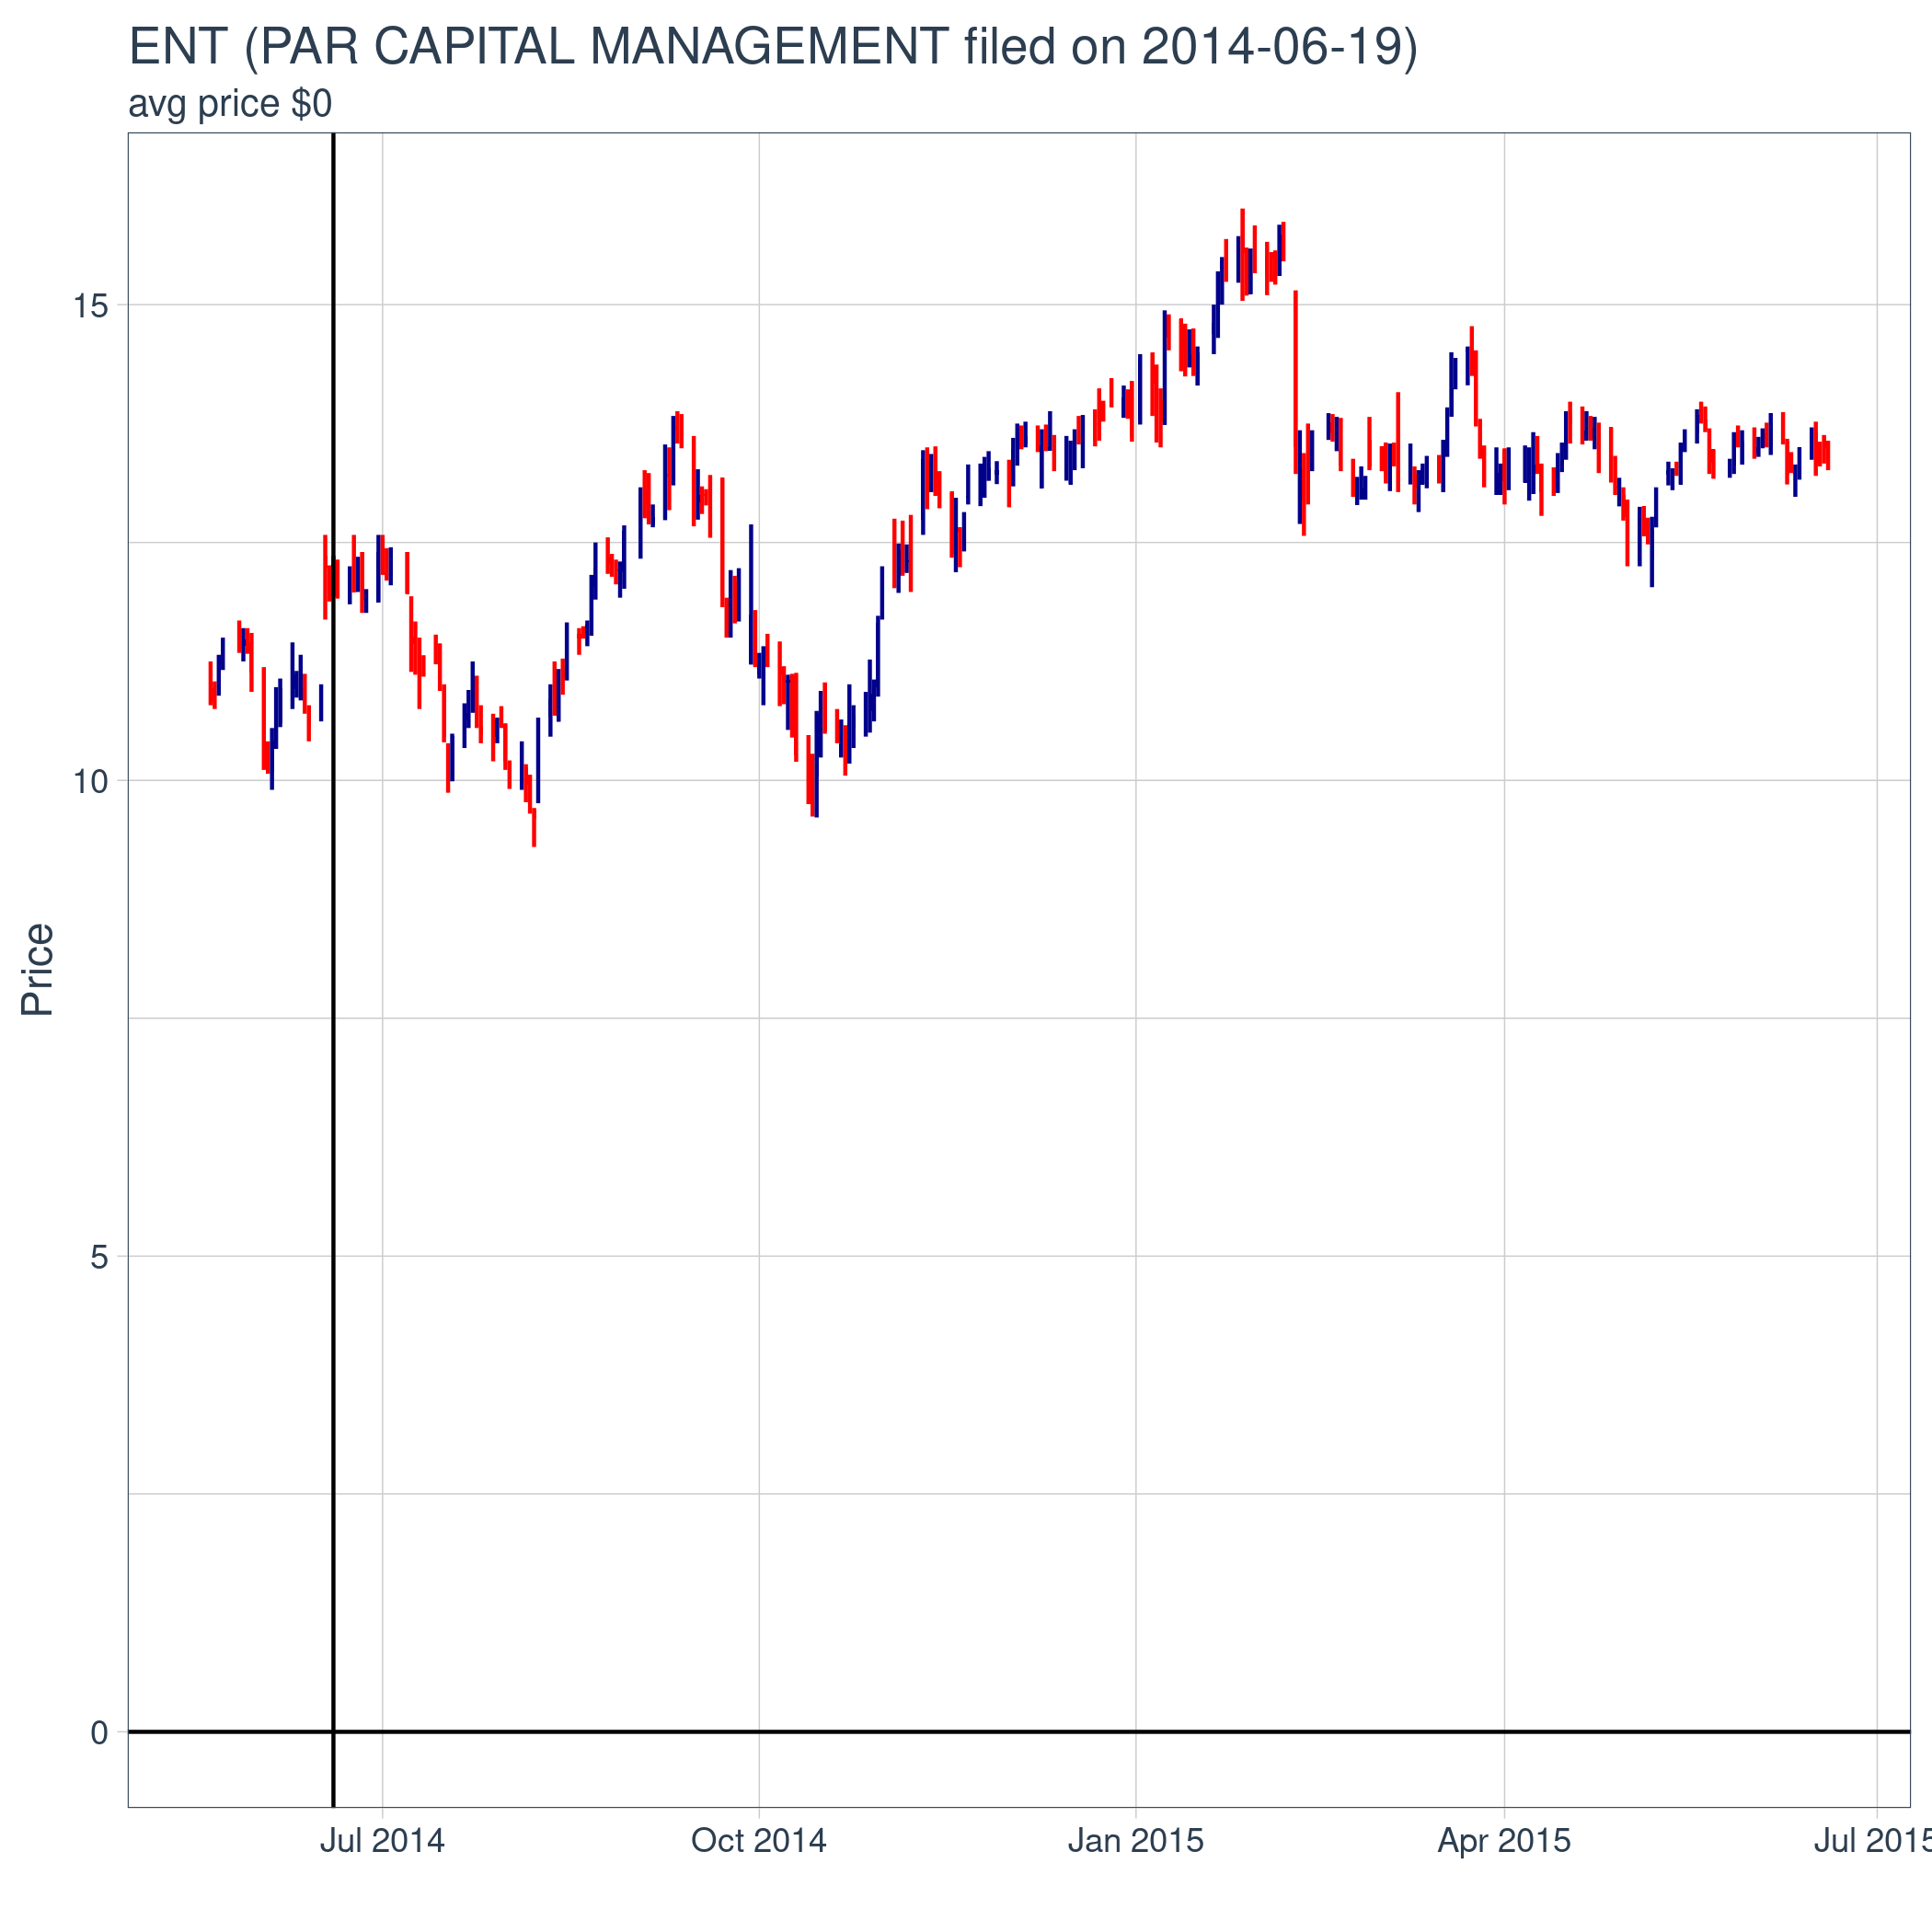 ENT (PAR CAPITAL MANAGEMENT filed on 2014-06-19)
avg price $0
15
10
5
0
Price
Jul 2014 Oct 2014 Jan 2015 Apr 2015 Jul 2015